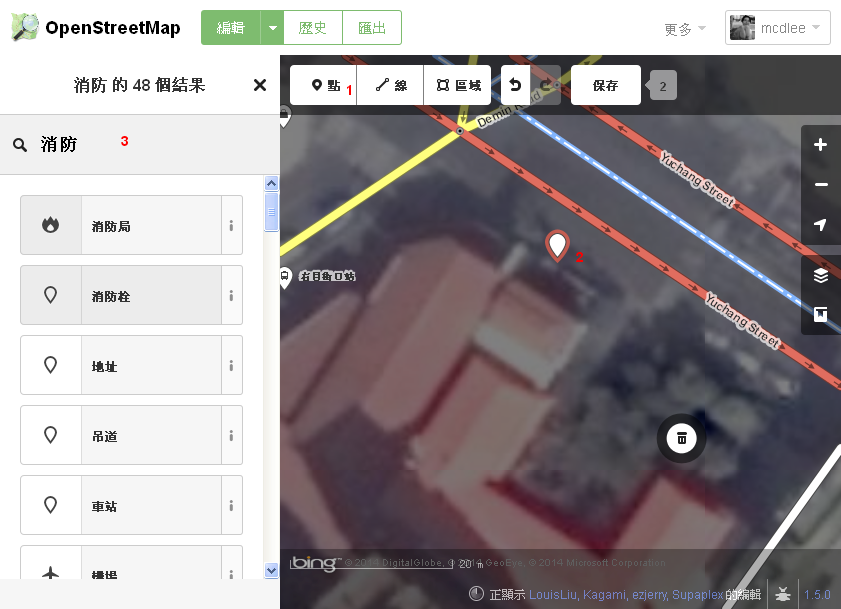 OpenStreetMap
編輯
歷史
匯出
更多
mcdlee
消防 的 48 個結果
點
1
線
區域
保存
2
消防
3
消防局
消防栓
地址
吊道
車站
機場
Demin Road
Yuchang Street
Yuchang Street
2
右昌街口站
bing
© 2014 DigitalGlobe, © 2014 GeoEye, © 2014 Microsoft Corporation
20 m
正顯示 LouisLiu, Kagami, ezjerry, Supaplex的編輯
1.5.0